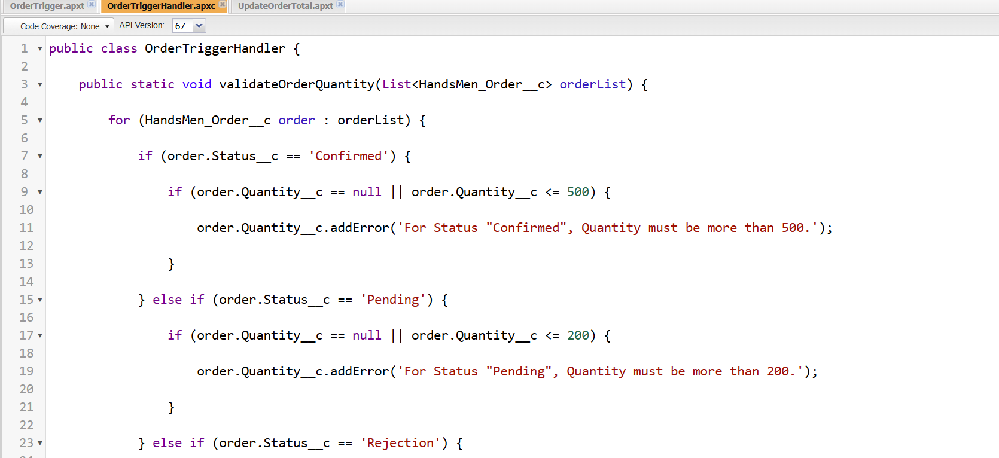 OrderTrigger.apxt OrderTriggerHandler.apxc UpdateOrderTotal.apxt
Code Coverage: None API Version: 67
1 public class OrderTriggerHandler {
2
3 public static void validateOrderQuantity(List<HandsMen_Order__c> orderList) {
4
5 for (HandsMen_Order__c order : orderList) {
6
7 if (order.Status__c == 'Confirmed') {
8
9 if (order.Quantity__c == null || order.Quantity__c <= 500) {
10
11 order.Quantity__c.addError('For Status "Confirmed", Quantity must be more than 500.');
12
13 }
14
15 } else if (order.Status__c == 'Pending') {
16
17 if (order.Quantity__c == null || order.Quantity__c <= 200) {
18
19 order.Quantity__c.addError('For Status "Pending", Quantity must be more than 200.');
20
21 }
22
23 } else if (order.Status__c == 'Rejection') {